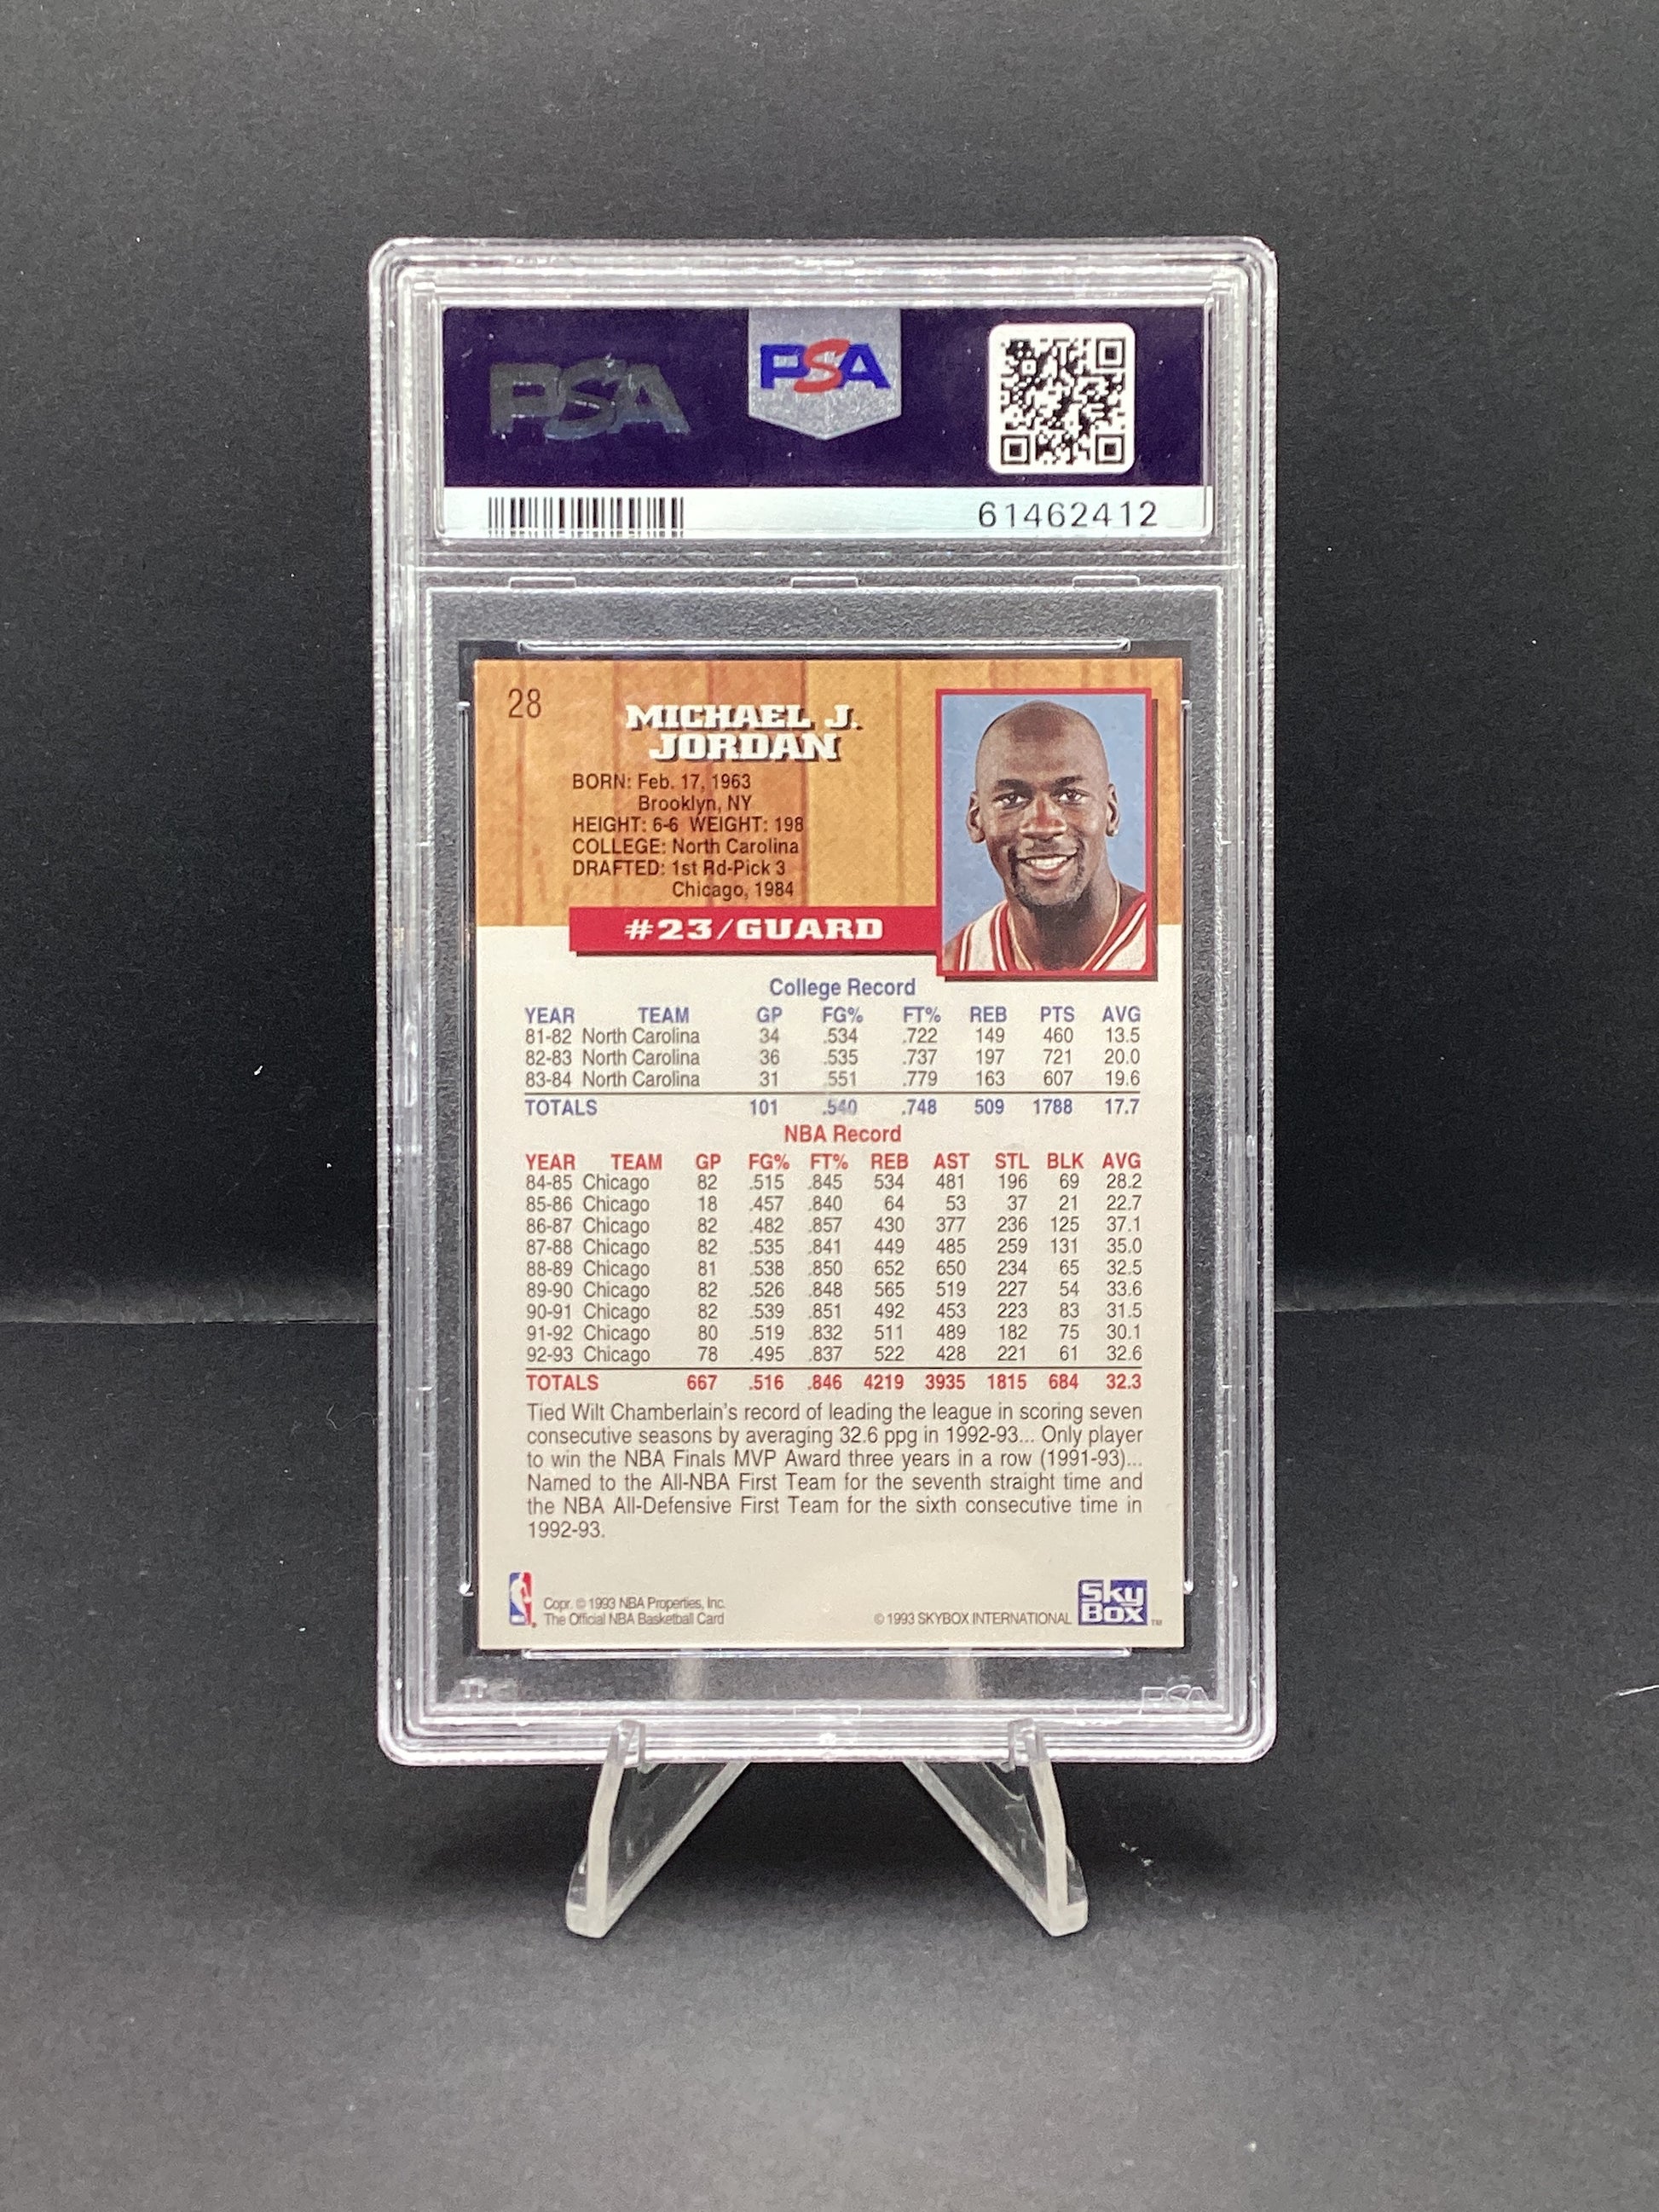 PSA
PSA
61462412
28
MICHAEL J.
JORDAN
BORN: Feb. 17, 1963
Brooklyn, NY
HEIGHT: 6-6 WEIGHT: 198
COLLEGE: North Carolina
DRAFTED: 1st Rd-Pick 3
Chicago, 1984
#23/GUARD
College Record
YEAR TEAM GP FG% FT% REB PTS AVG
81-82 North Carolina 34 .534 .722 149 460 13.5
82-83 North Carolina 36 .535 .737 197 721 20.0
83-84 North Carolina 31 .551 .779 163 607 19.6
TOTALS 101 .540 .748 509 1788 17.7
NBA Record
YEAR TEAM GP FG% FT% REB AST STL BLK AVG
84-85 Chicago 82 .515 .845 534 481 196 69 28.2
85-86 Chicago 18 .457 .840 64 53 37 21 22.7
86-87 Chicago 82 .482 .857 430 377 236 125 37.1
87-88 Chicago 82 .535 .841 449 485 259 131 35.0
88-89 Chicago 81 .538 .850 652 650 234 65 32.5
89-90 Chicago 82 .526 .848 565 519 227 54 33.6
90-91 Chicago 82 .539 .851 492 453 223 83 31.5
91-92 Chicago 80 .519 .832 511 489 182 75 30.1
92-93 Chicago 78 .495 .837 522 428 221 61 32.6
TOTALS 667 .516 .846 4219 3935 1815 684 32.3
Tied Wilt Chamberlain's record of leading the league in scoring seven
consecutive seasons by averaging 32.6 ppg in 1992-93... Only player
to win the NBA Finals MVP Award three years in a row (1991-93)...
Named to the All-NBA First Team for the seventh straight time and
the NBA All-Defensive First Team for the sixth consecutive time in
1992-93.
Copr. © 1993 NBA Properties, Inc.
The Official NBA Basketball Card
© 1993 SKYBOX INTERNATIONAL
SkyBox™
PSA